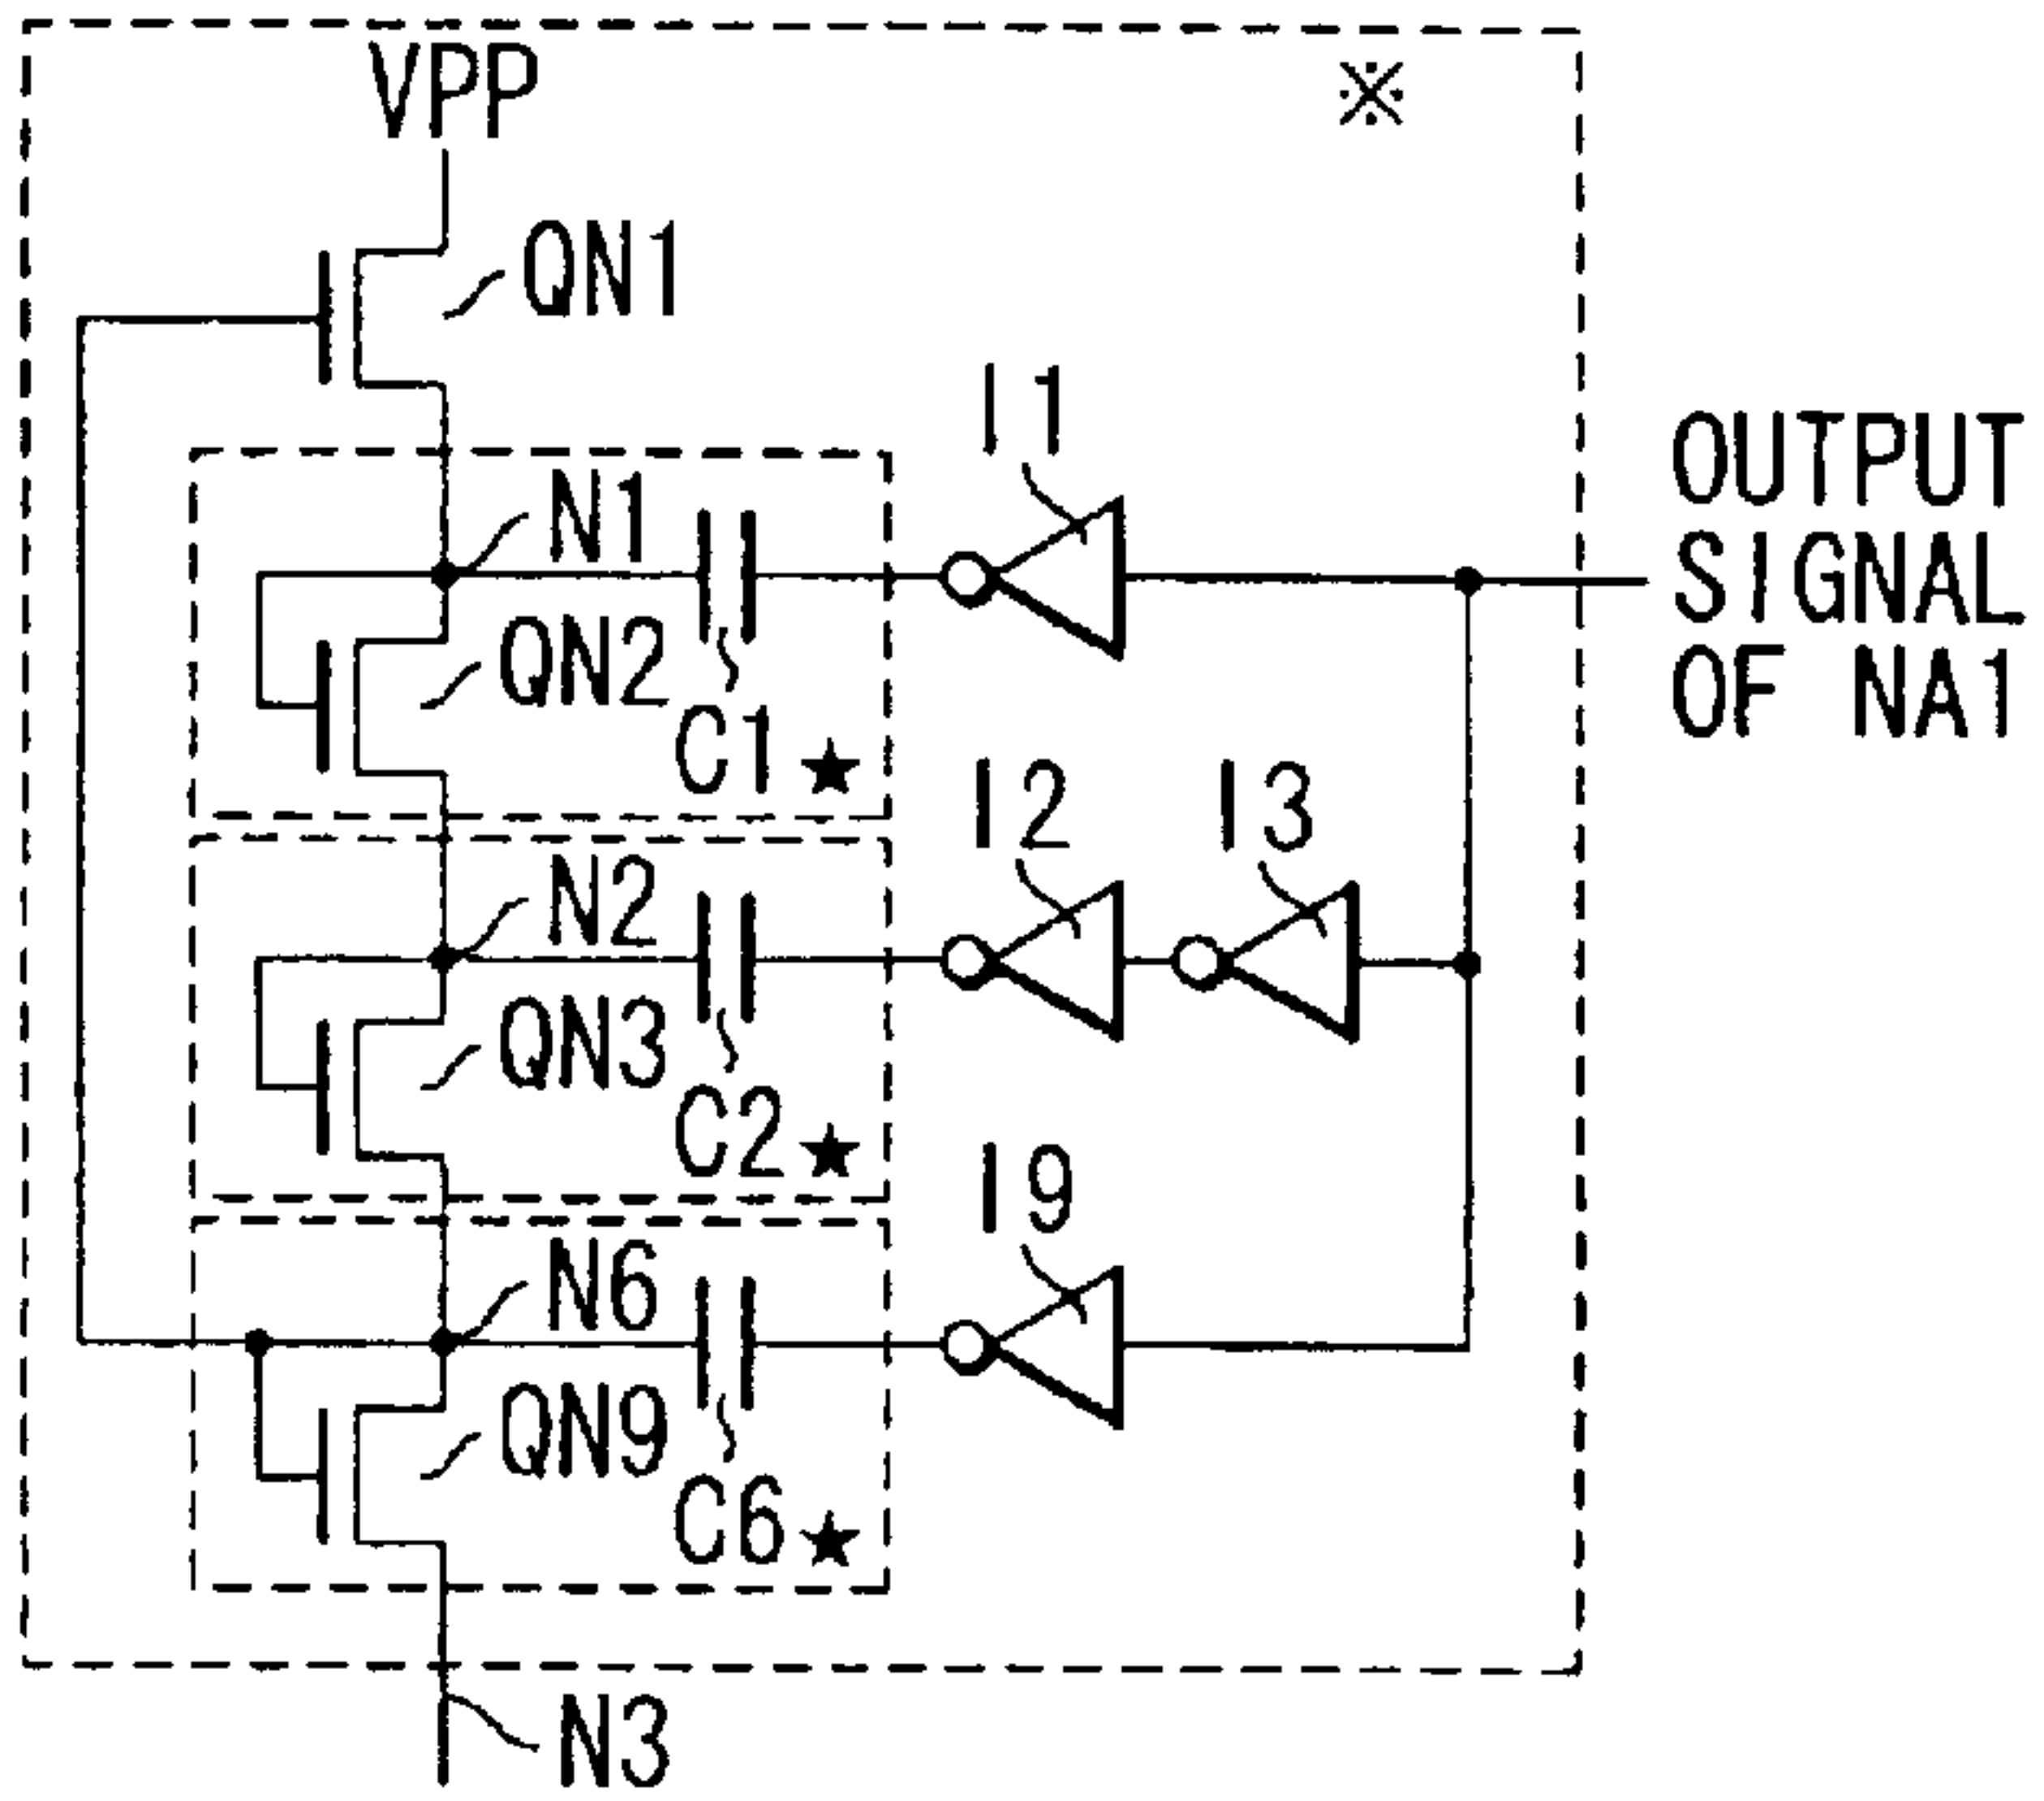 VPP
※
QN1
I1
OUTPUT
SIGNAL
OF NA1
N1
QN2
C1★
I2
I3
N2
QN3
C2★
I9
N6
QN9
C6★
N3